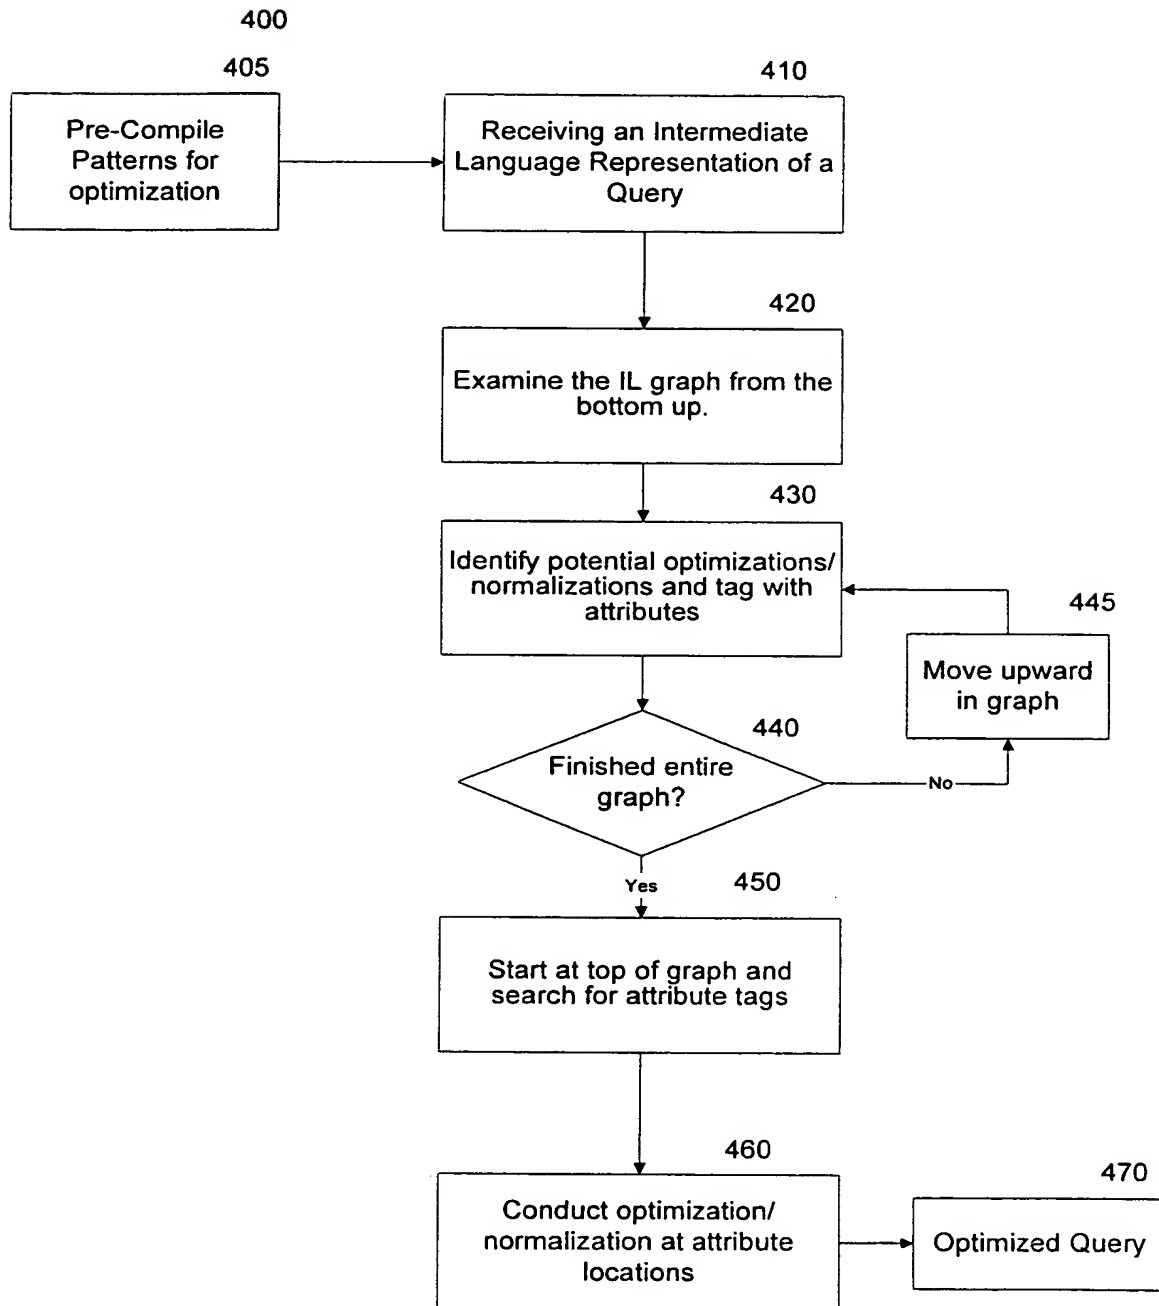 400
405
Pre-Compile
Patterns for
optimization
410
Receiving an Intermediate
Language Representation of a
Query
420
Examine the IL graph from the
bottom up.
430
Identify potential optimizations/
normalizations and tag with
attributes
445
Move upward
in graph
440
Finished entire
graph?
No
Yes
450
Start at top of graph and
search for attribute tags
460
Conduct optimization/
normalization at attribute
locations
470
Optimized Query